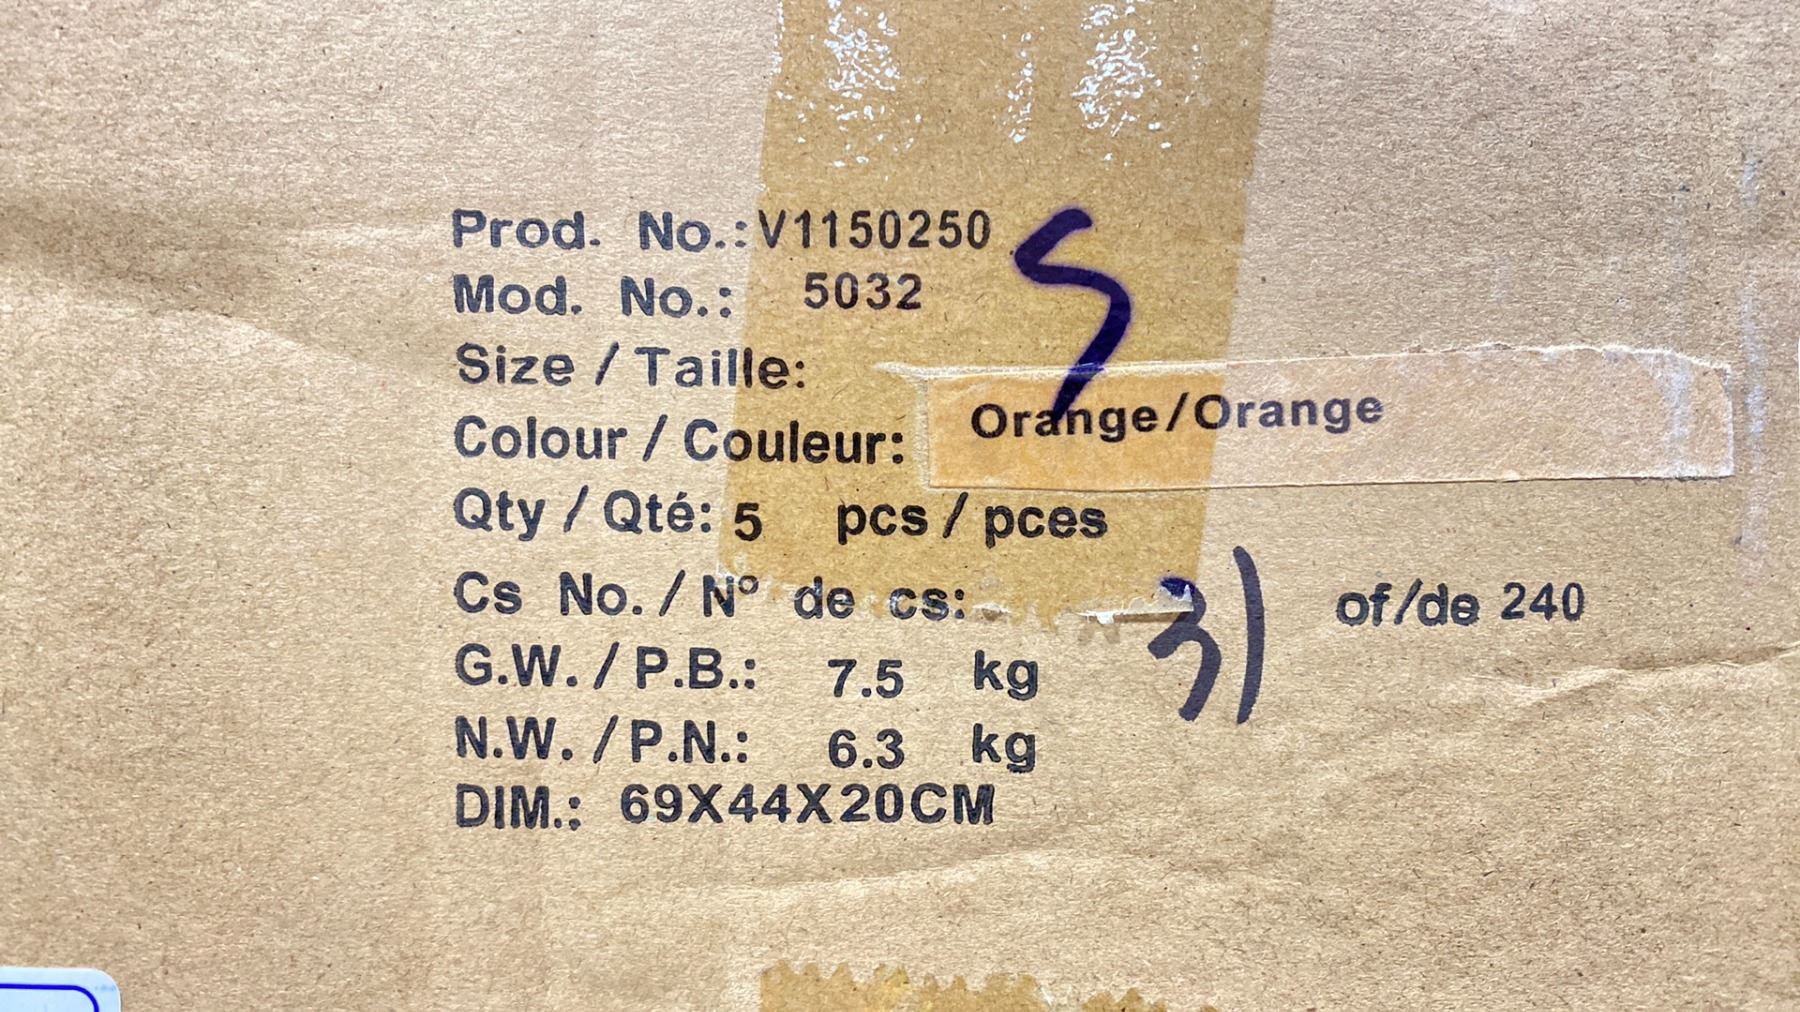 Prod. No.: V1150250 S
Mod. No.: 5032
Size / Taille:
Colour / Couleur: Orange/Orange
Qty / Qté: 5 pcs / pces
Cs No. / N° de cs: 31 of/de 240
G.W. / P.B.: 7.5 kg
N.W. / P.N.: 6.3 kg
DIM.: 69X44X20CM